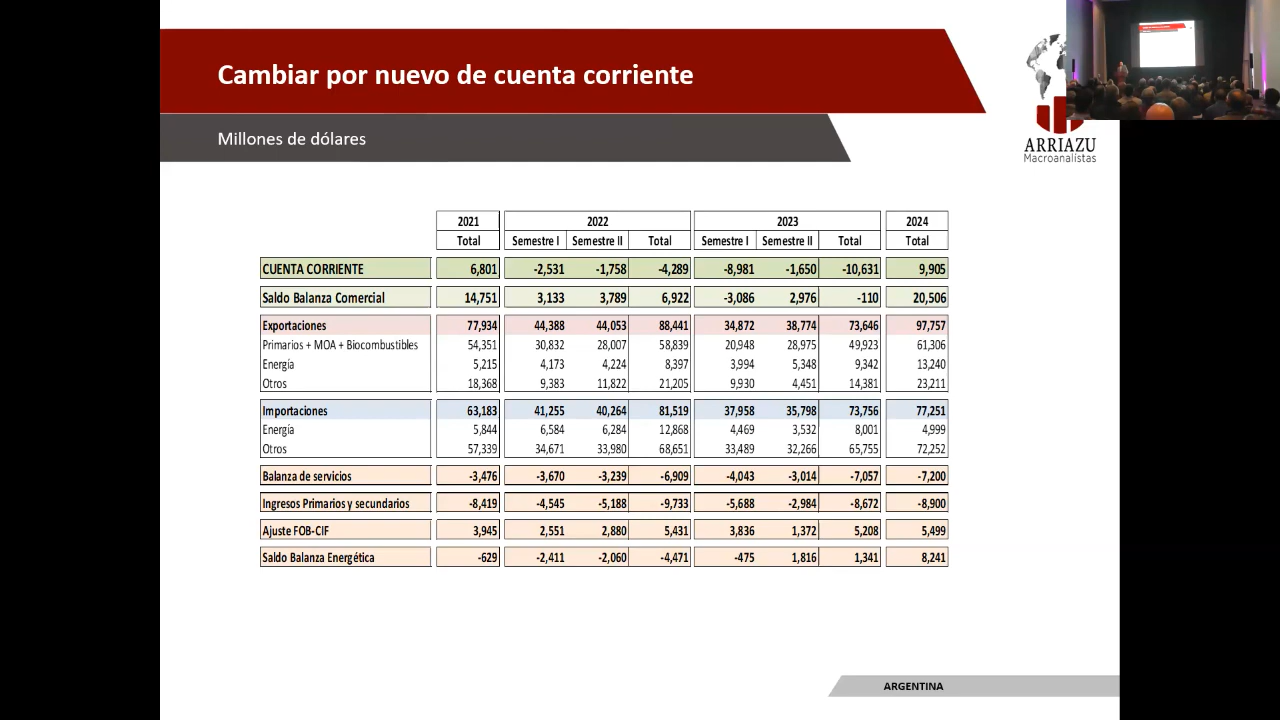 Cambiar por nuevo de cuenta corriente
Millones de dólares
ARRIAZU
Macroanalistas
2021 2022 2023 2024
Total Semestre I Semestre II Total Semestre I Semestre II Total Total
CUENTA CORRIENTE 6,801 -2,531 -1,758 -4,289 -8,981 -1,650 -10,631 9,905
Saldo Balanza Comercial 14,751 3,133 3,789 6,922 -3,086 2,976 -110 20,506
Exportaciones 77,934 44,388 44,053 88,441 34,872 38,774 73,646 97,757
Primarios + MOA + Biocombustibles 54,351 30,832 28,007 58,839 20,948 28,975 49,923 61,306
Energía 5,215 4,173 4,224 8,397 3,994 5,348 9,342 13,240
Otros 18,368 9,383 11,822 21,205 9,930 4,451 14,381 23,211
Importaciones 63,183 41,255 40,264 81,519 37,958 35,798 73,756 77,251
Energía 5,844 6,584 6,284 12,868 4,469 3,532 8,001 4,999
Otros 57,339 34,671 33,980 68,651 33,489 32,266 65,755 72,252
Balanza de servicios -3,476 -3,670 -3,239 -6,909 -4,043 -3,014 -7,057 -7,200
Ingresos Primarios y secundarios -8,419 -4,545 -5,188 -9,733 -5,688 -2,984 -8,672 -8,900
Ajuste FOB-CIF 3,945 2,551 2,880 5,431 3,836 1,372 5,208 5,499
Saldo Balanza Energética -629 -2,411 -2,060 -4,471 -475 1,816 1,341 8,241
ARGENTINA